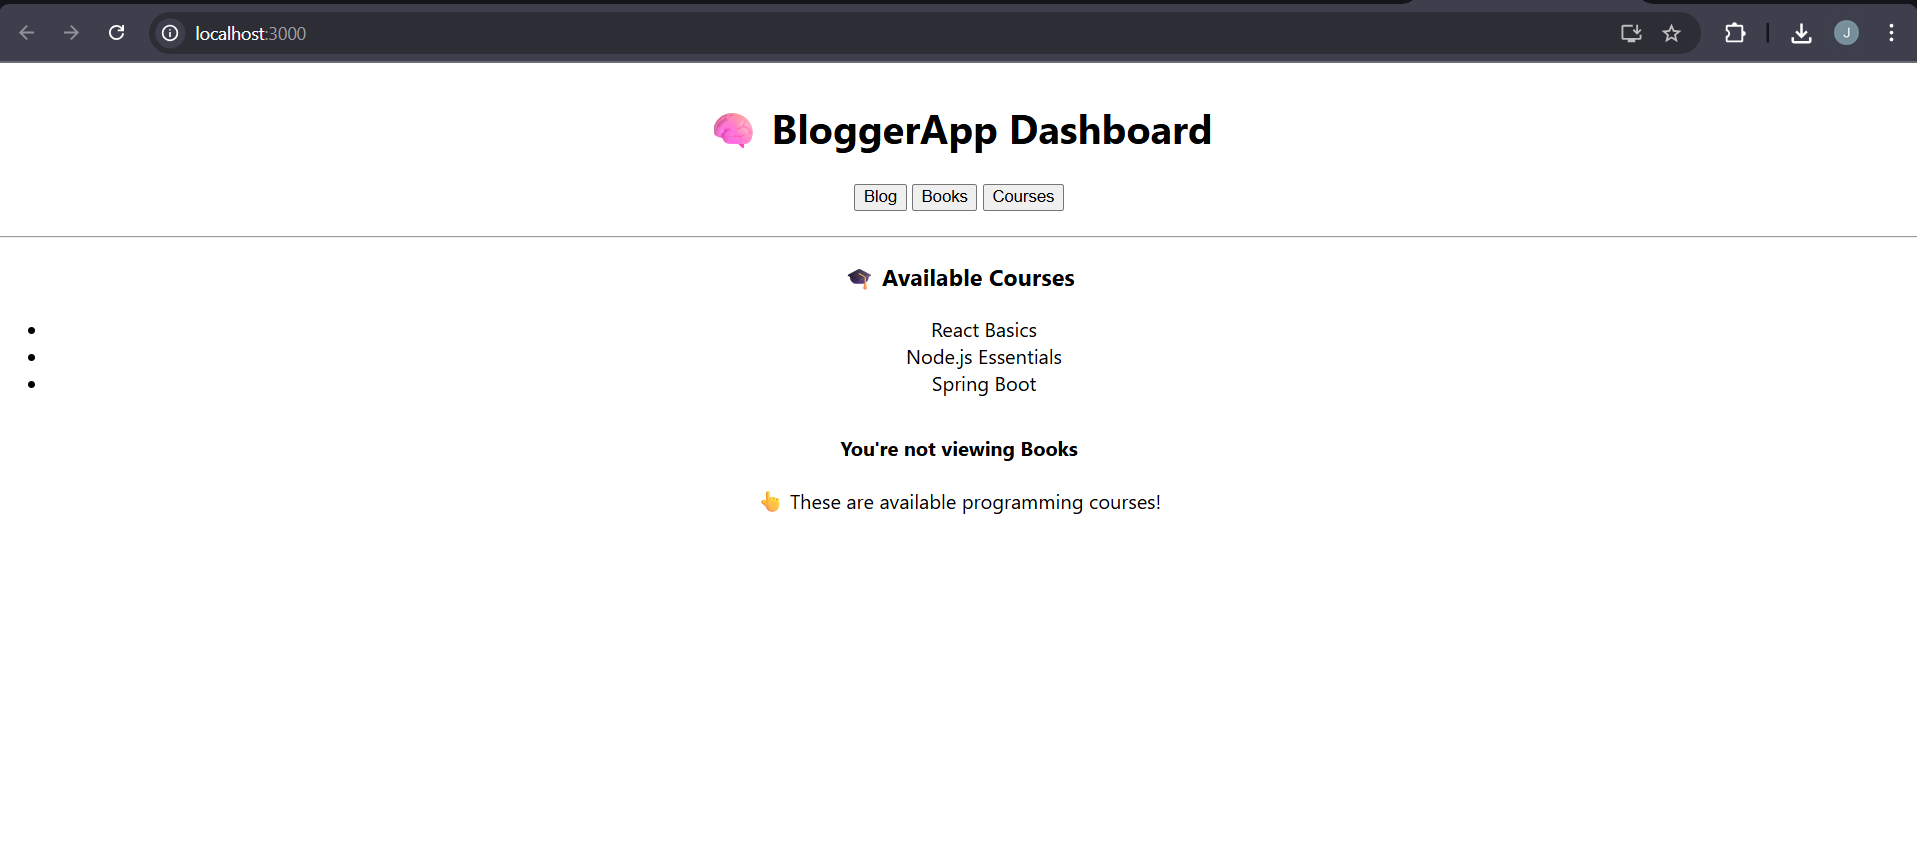 localhost:3000
J
🧠 BloggerApp Dashboard
Blog Books Courses
🎓 Available Courses
• React Basics
• Node.js Essentials
• Spring Boot
You're not viewing Books
👆 These are available programming courses!